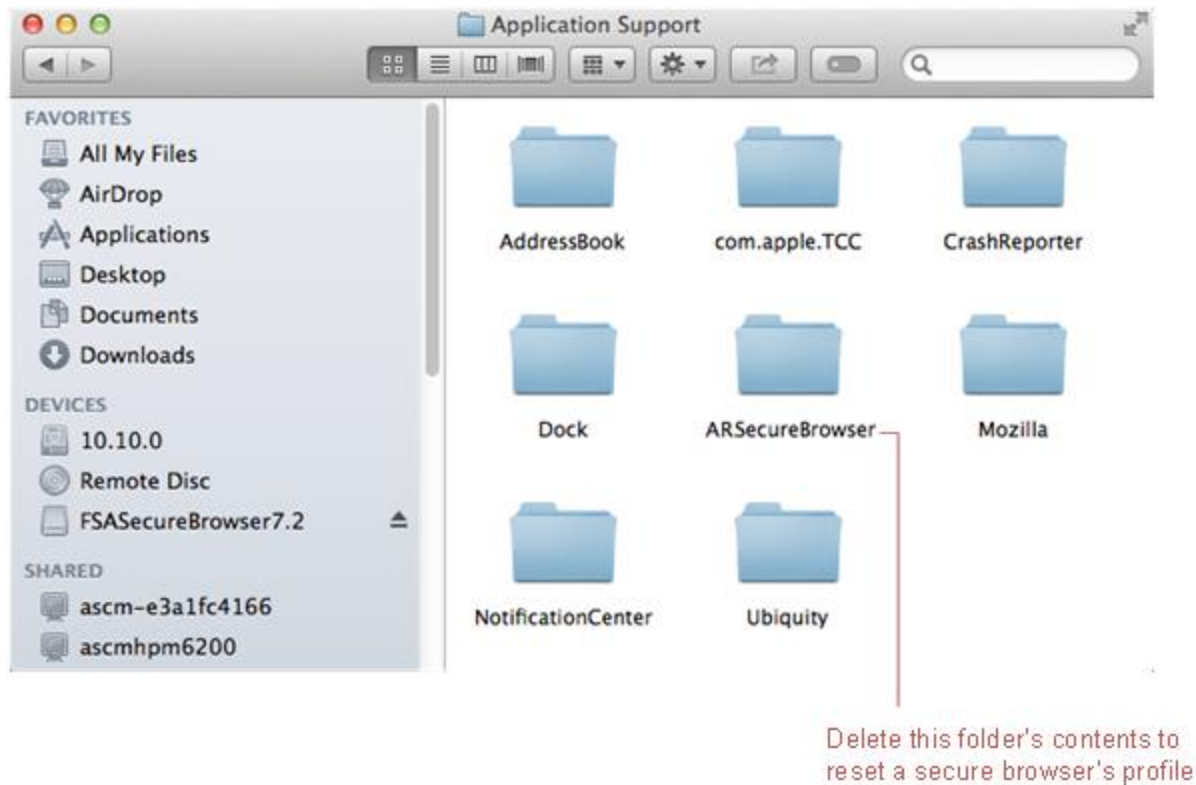 Application Support
FAVORITES
All My Files
AirDrop
Applications
Desktop
Documents
Downloads
DEVICES
10.10.0
Remote Disc
FSASecureBrowser7.2
SHARED
ascm-e3a1fc4166
ascmhpm6200
AddressBook
com.apple.TCC
CrashReporter
Dock
ARSecureBrowser
Mozilla
NotificationCenter
Ubiquity
Delete this folder's contents to
reset a secure browser's profile